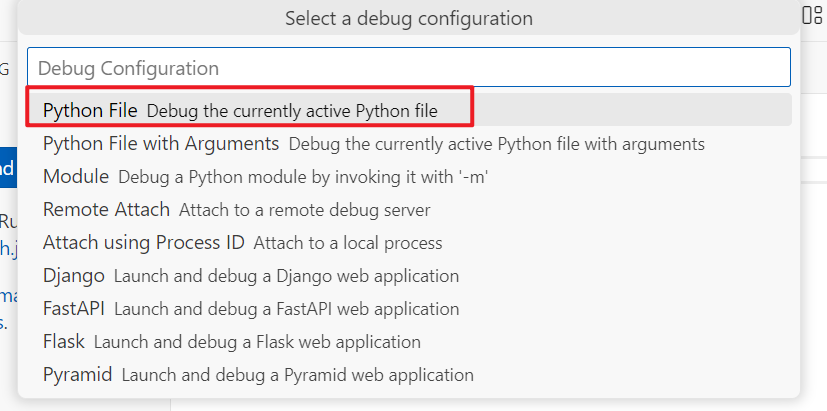 Select a debug configuration
Debug Configuration
G
Python File Debug the currently active Python file
Python File with Arguments Debug the currently active Python file with arguments
Module Debug a Python module by invoking it with '-m'
nd
Remote Attach Attach to a remote debug server
Ru
Attach using Process ID Attach to a local process
h.j
Django Launch and debug a Django web application
ma
FastAPI Launch and debug a FastAPI web application
s.
Flask Launch and debug a Flask web application
Pyramid Launch and debug a Pyramid web application